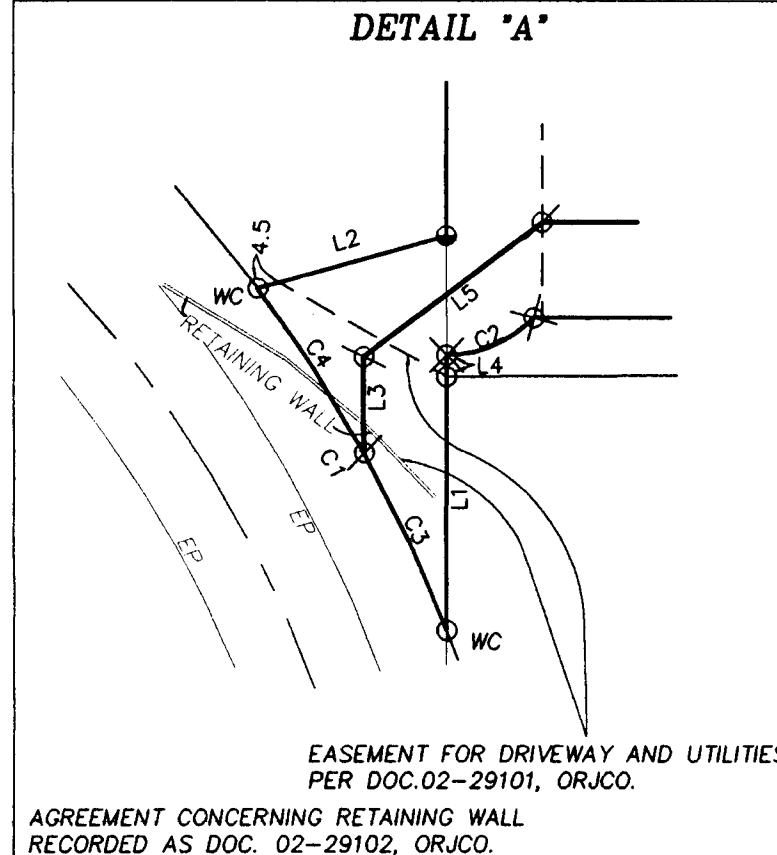 DETAIL "A"
L2
4.5
WC
L5
C2
L4
RETAINING WALL
C4
L3
C1
L1
EP
EP
C3
WC
EASEMENT FOR DRIVEWAY AND UTILITIES
PER DOC.02-29101, ORJCO.
AGREEMENT CONCERNING RETAINING WALL
RECORDED AS DOC. 02-29102, ORJCO.